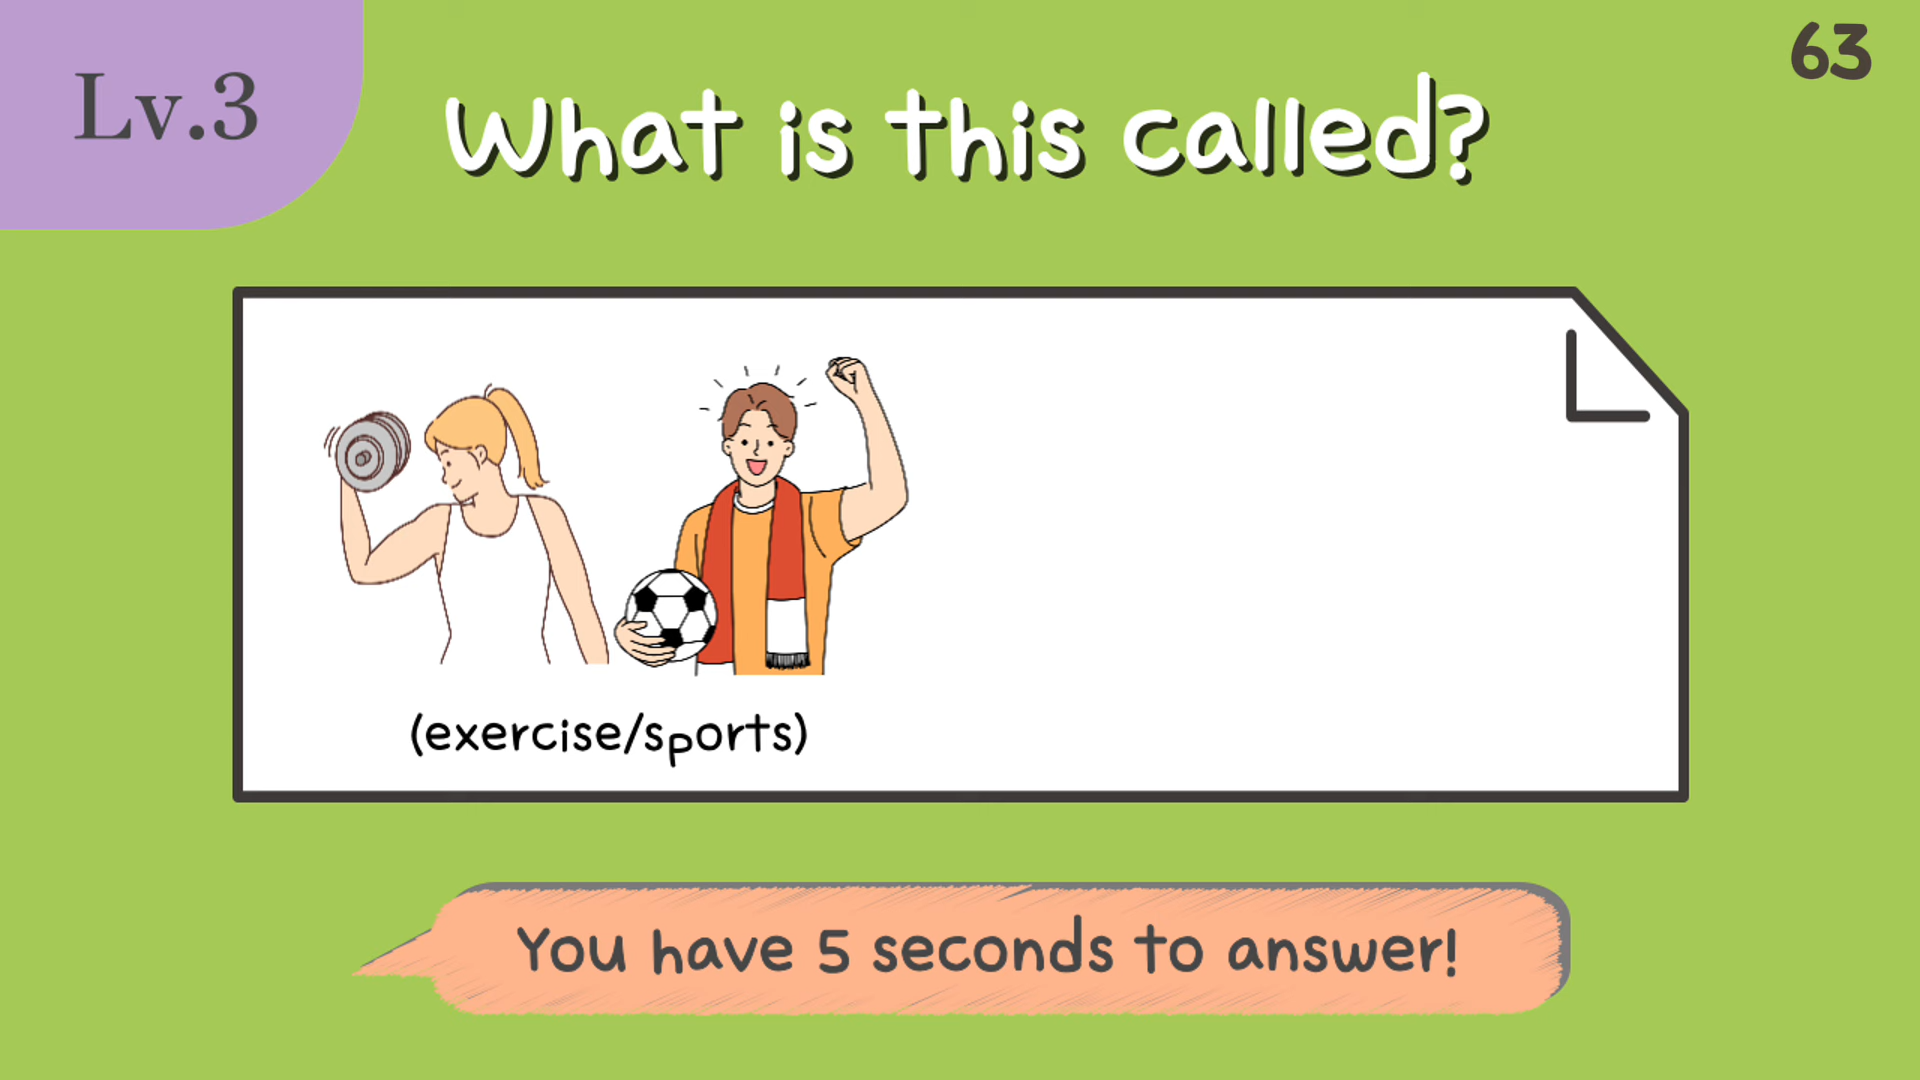 Lv.3
63
What is this called?
(exercise/sports)
You have 5 seconds to answer!